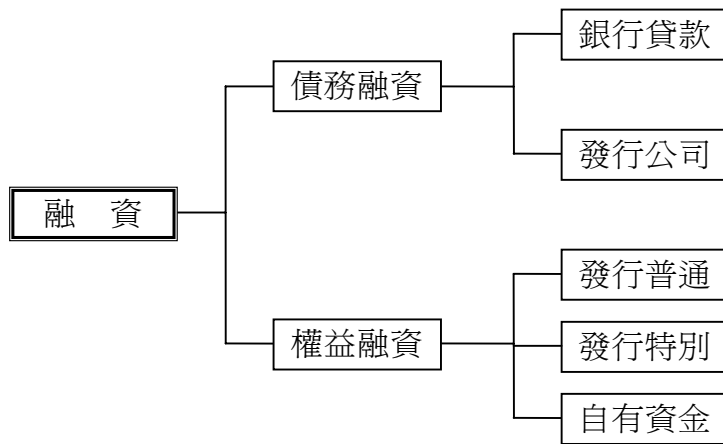 融 資
債務融資
銀行貸款
發行公司
權益融資
發行普通
發行特別
自有資金